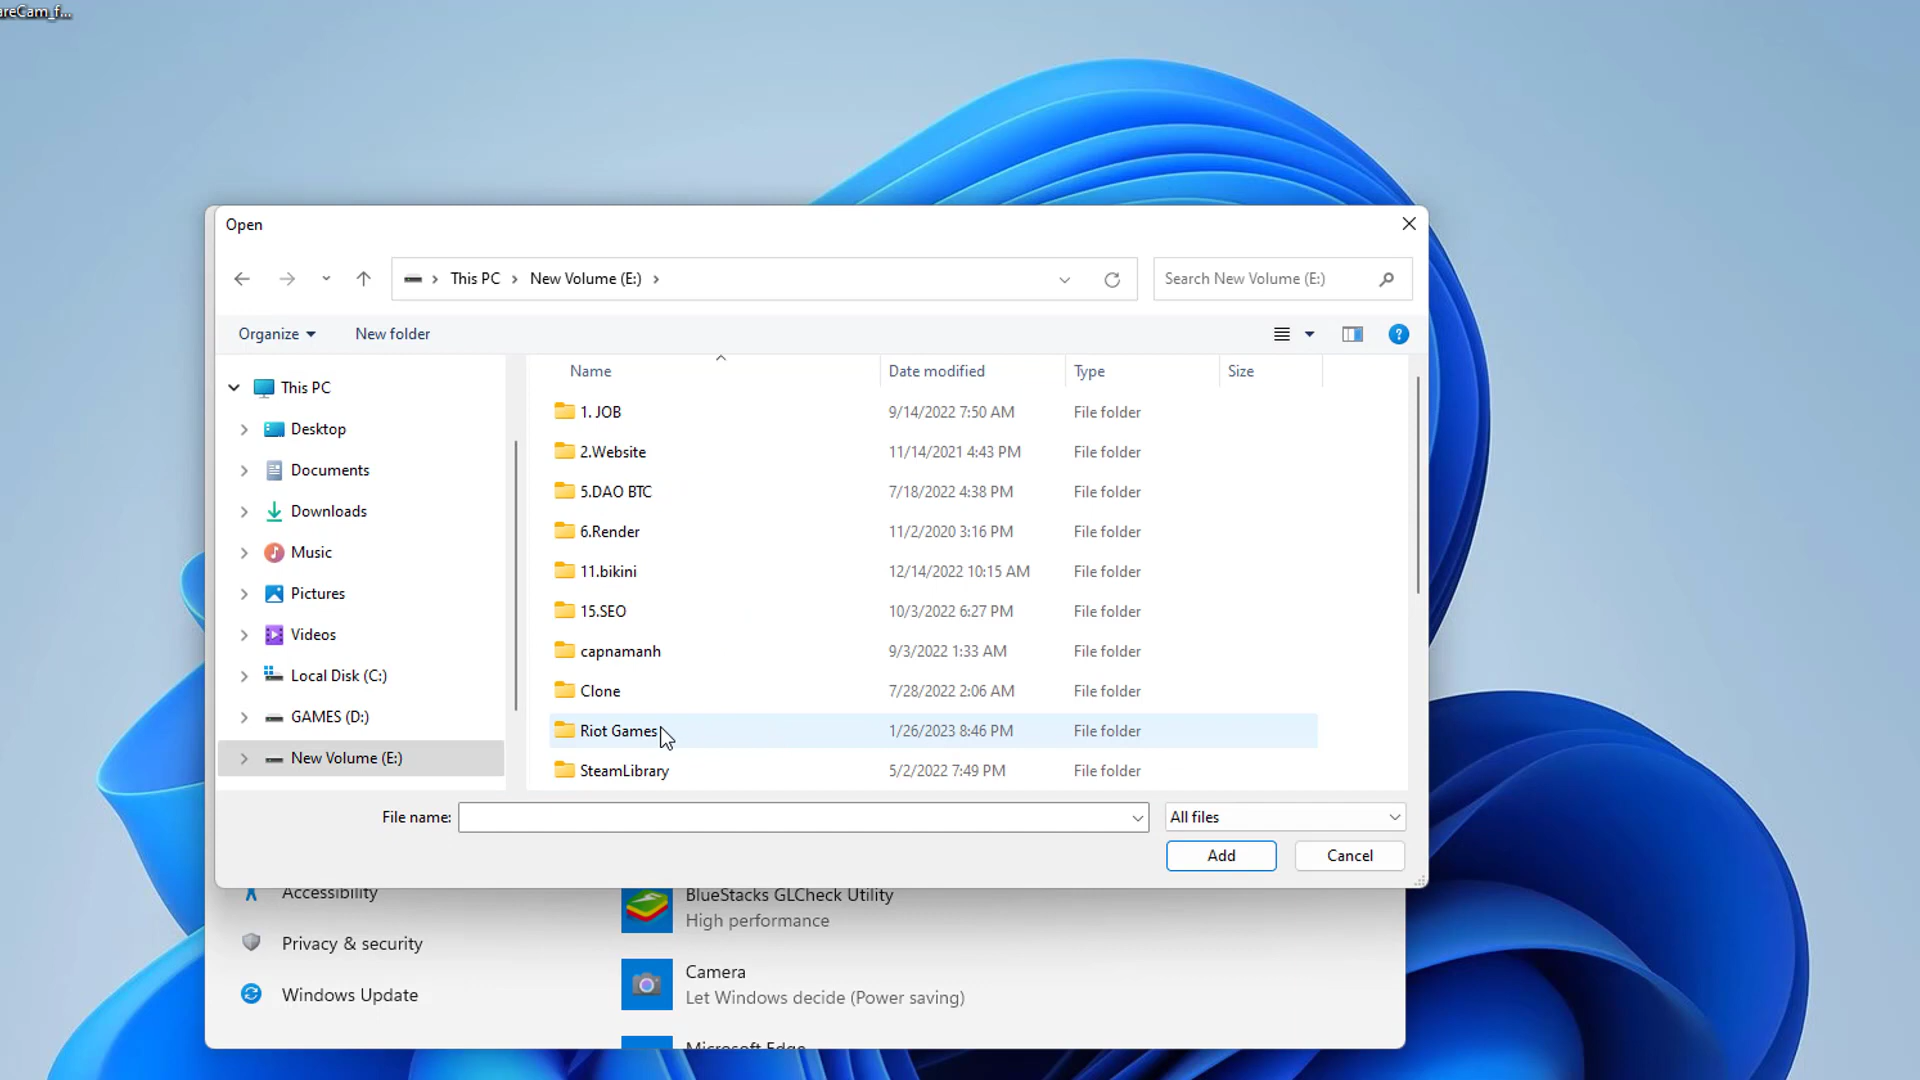 areCam_f...
Open
This PC
New Volume (E:)
Search New Volume (E:)
Organize
New folder
?
Name
Date modified
Type
Size
This PC
Desktop
Documents
Downloads
Music
Pictures
Videos
Local Disk (C:)
GAMES (D:)
New Volume (E:)
1. JOB 9/14/2022 7:50 AM File folder
2.Website 11/14/2021 4:43 PM File folder
5.DAO BTC 7/18/2022 4:38 PM File folder
6.Render 11/2/2020 3:16 PM File folder
11.bikini 12/14/2022 10:15 AM File folder
15.SEO 10/3/2022 6:27 PM File folder
capnamanh 9/3/2022 1:33 AM File folder
Clone 7/28/2022 2:06 AM File folder
Riot Games 1/26/2023 8:46 PM File folder
SteamLibrary 5/2/2022 7:49 PM File folder
File name:
All files
Add
Cancel
Accessibility
Privacy & security
Windows Update
BlueStacks GLCheck Utility
High performance
Camera
Let Windows decide (Power saving)
Microsoft Edge